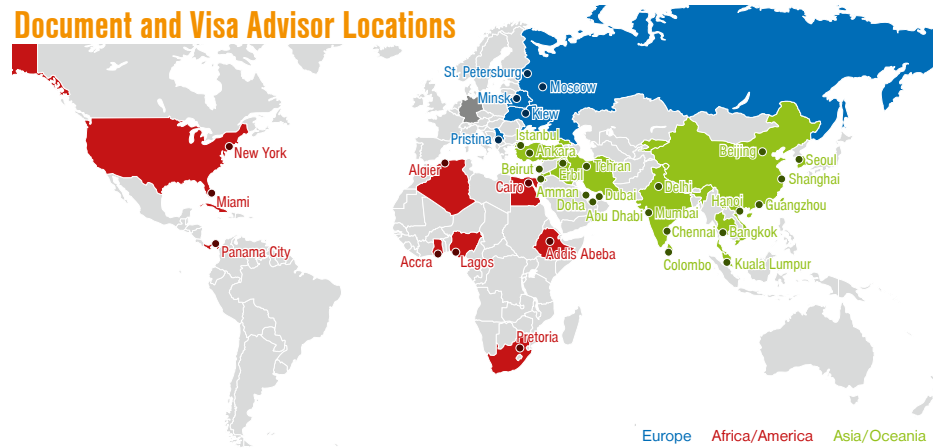 Document and Visa Advisor Locations
St. Petersburg
Moscow
Minsk
Kiew
Pristina
Istanbul
Ankara
New York
Beirut
Erbil
Tehran
Beijing
Seoul
Algier
Cairo
Amman
Dubai
Delhi
Shanghai
Miami
Doha
Abu Dhabi
Mumbai
Hanoi
Guangzhou
Panama City
Accra
Lagos
Addis Abeba
Chennai
Bangkok
Colombo
Kuala Lumpur
Pretoria
Europe Africa/America Asia/Oceania